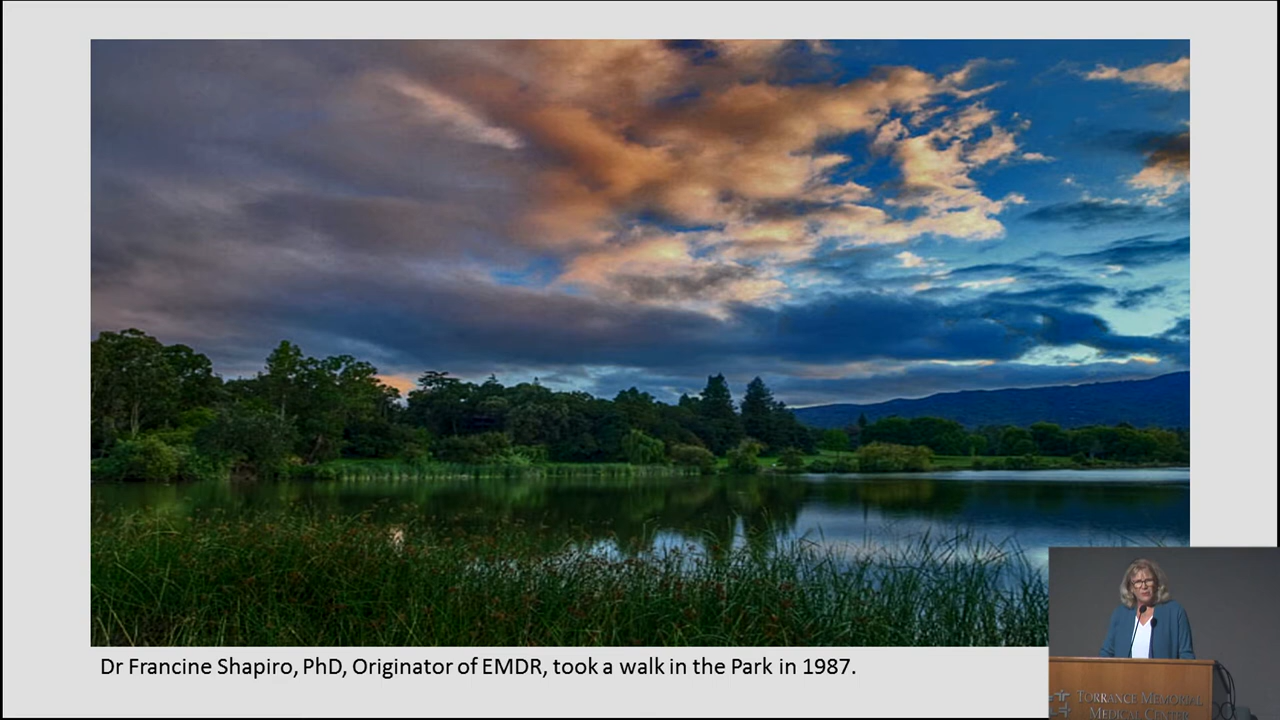 Dr Francine Shapiro, PhD, Originator of EMDR, took a walk in the Park in 1987.
TORRANCE MEMORIAL
MEDICAL CENTER